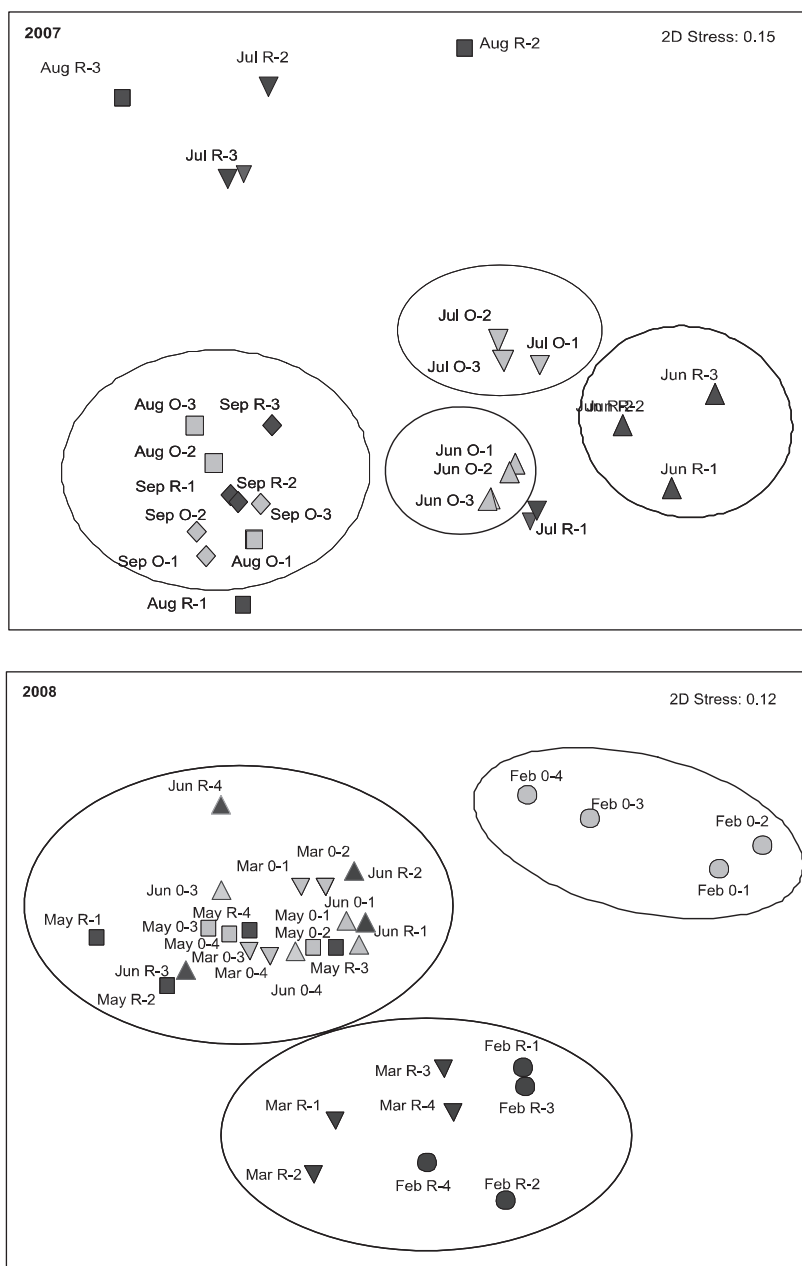 2007
2D Stress: 0.15
Aug R-2
Jul R-2
Aug R-3
Jul R-3
Jul O-2
Jul O-1
Jul O-3
Jun R-3
Jun R-2
Jun R-1
Aug O-3
Sep R-3
Aug O-2
Jun O-1
Jun O-2
Sep R-1
Sep R-2
Jun O-3
Sep O-2
Sep O-3
Jul R-1
Sep O-1
Aug O-1
Aug R-1
2008
2D Stress: 0.12
Feb 0-4
Feb 0-3
Feb 0-2
Feb 0-1
Jun R-4
Mar 0-2
Mar 0-1
Jun R-2
Jun 0-3
Jun 0-1
May R-1
May R-4
May 0-1
May 0-3
Jun R-1
May 0-2
May 0-4
Mar 0-3
May R-3
Jun R-3
Mar 0-4
Jun 0-4
May R-2
Feb R-1
Mar R-3
Feb R-3
Mar R-1
Mar R-4
Mar R-2
Feb R-4
Feb R-2